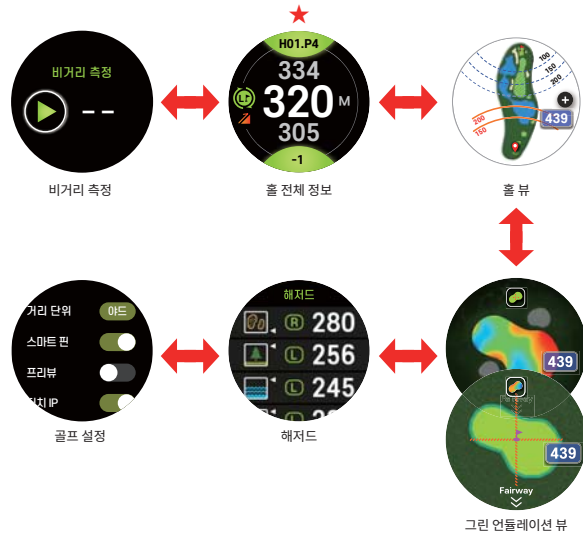 비거리 측정
--
비거리 측정
H01.P4
334
320 M
305
-1
홀 전체 정보
100
150
200
439
200
150
홀 뷰
거리 단위 야드
스마트 핀
프리뷰
골프 설정
해저드
R 280
L 256
L 245
해저드
439
439
Fairway
그린 언듈레이션 뷰